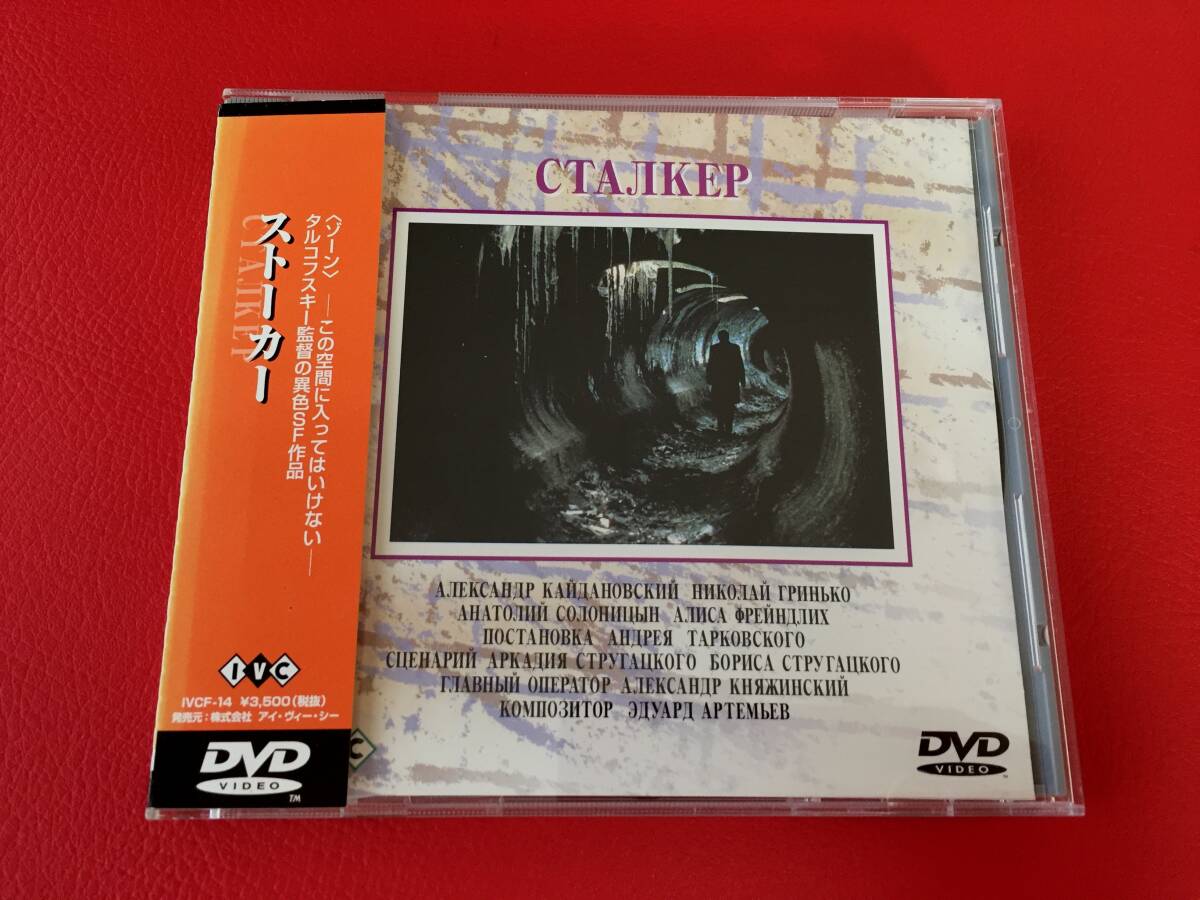 〈ゾーン〉──この空間に入ってはいけない──
タルコフスキー監督の異色SF作品
ストーカー
СТАЛКЕР
IVC
IVCF-14 ¥3,500(税抜)
発売元:株式会社 アイ・ヴィー・シー
DVD
VIDEO
TM
СТАЛКЕР
АЛЕКСАНДР КАЙДАНОВСКИЙ НИКОЛАЙ ГРИНЬКО
АНАТОЛИЙ СОЛОНИЦЫН АЛИСА ФРЕЙНДЛИХ
ПОСТАНОВКА АНДРЕЯ ТАРКОВСКОГО
СЦЕНАРИЙ АРКАДИЯ СТРУГАЦКОГО БОРИСА СТРУГАЦКОГО
ГЛАВНЫЙ ОПЕРАТОР АЛЕКСАНДР КНЯЖИНСКИЙ
КОМПОЗИТОР ЭДУАРД АРТЕМЬЕВ
C
DVD
VIDEO